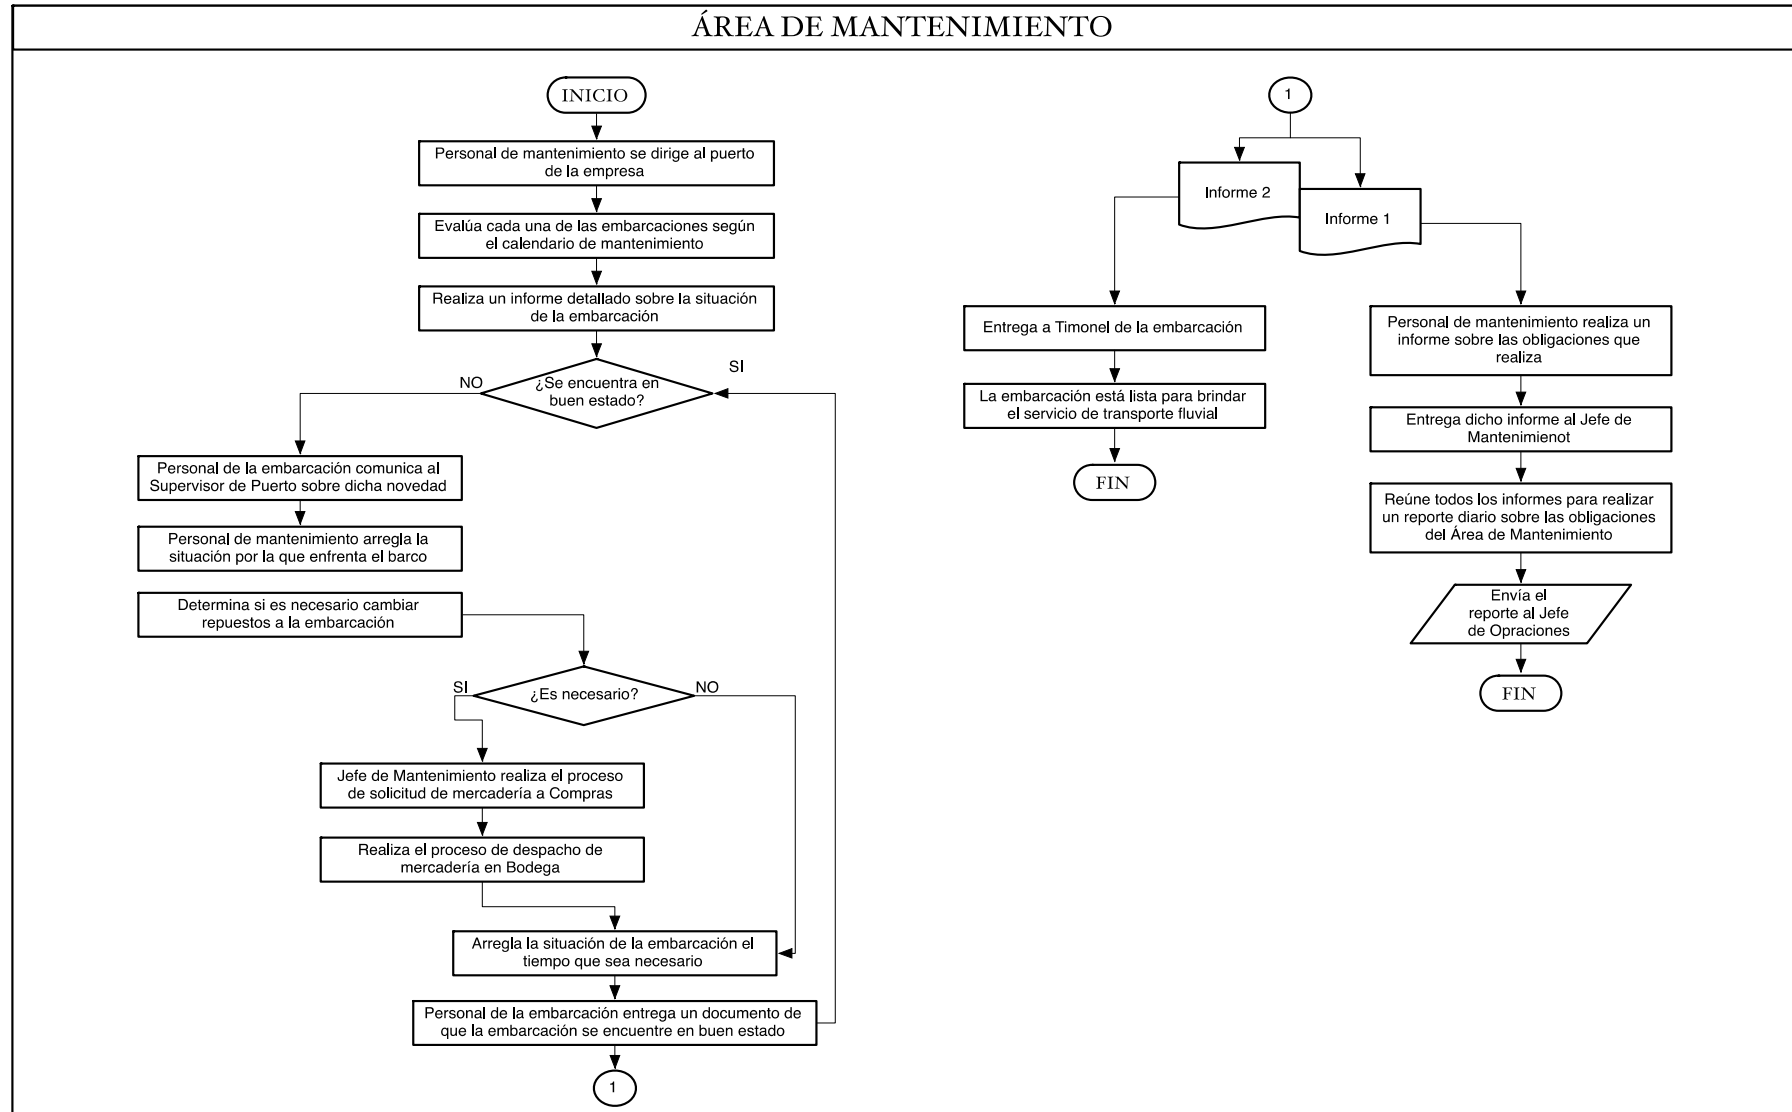 ÁREA DE MANTENIMIENTO
INICIO
Personal de mantenimiento se dirige al puerto
de la empresa
Evalúa cada una de las embarcaciones según
el calendario de mantenimiento
Realiza un informe detallado sobre la situación
de la embarcación
¿Se encuentra en
buen estado?
NO
SI
Personal de la embarcación comunica al
Supervisor de Puerto sobre dicha novedad
Personal de mantenimiento arregla la
situación por la que enfrenta el barco
Determina si es necesario cambiar
repuestos a la embarcación
¿Es necesario?
SI
NO
Jefe de Mantenimiento realiza el proceso
de solicitud de mercadería a Compras
Realiza el proceso de despacho de
mercadería en Bodega
Arregla la situación de la embarcación el
tiempo que sea necesario
Personal de la embarcación entrega un documento de
que la embarcación se encuentre en buen estado
1
1
Informe 2
Informe 1
Entrega a Timonel de la embarcación
La embarcación está lista para brindar
el servicio de transporte fluvial
FIN
Personal de mantenimiento realiza un
informe sobre las obligaciones que
realiza
Entrega dicho informe al Jefe de
Mantenimienot
Reúne todos los informes para realizar
un reporte diario sobre las obligaciones
del Área de Mantenimiento
Envía el
reporte al Jefe
de Opraciones
FIN